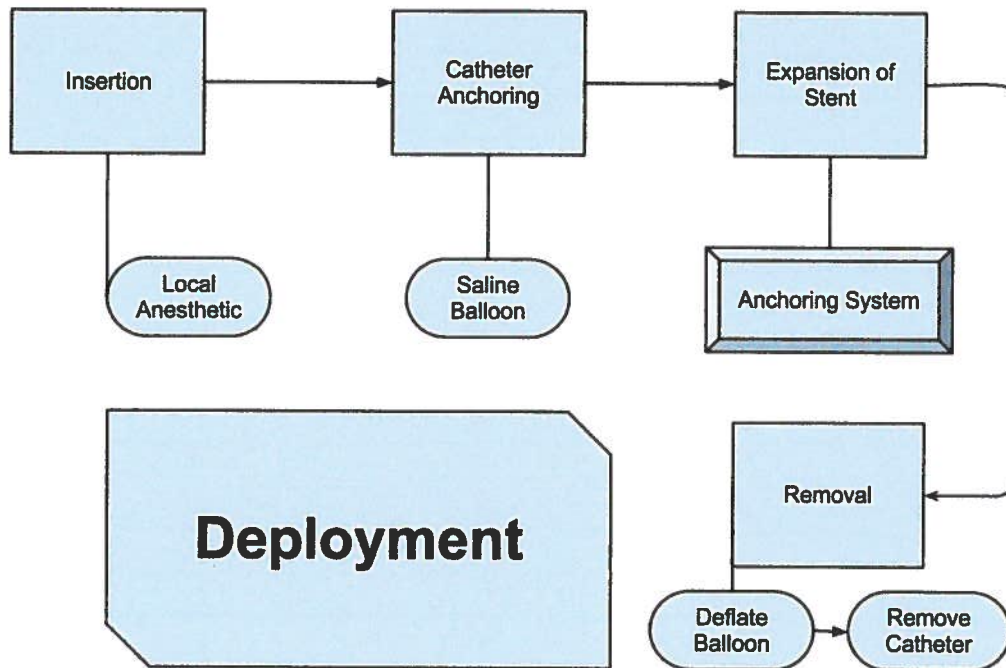 Insertion
Catheter
Anchoring
Expansion of
Stent
Local
Anesthetic
Saline
Balloon
Anchoring System
Deployment
Removal
Deflate
Balloon
Remove
Catheter